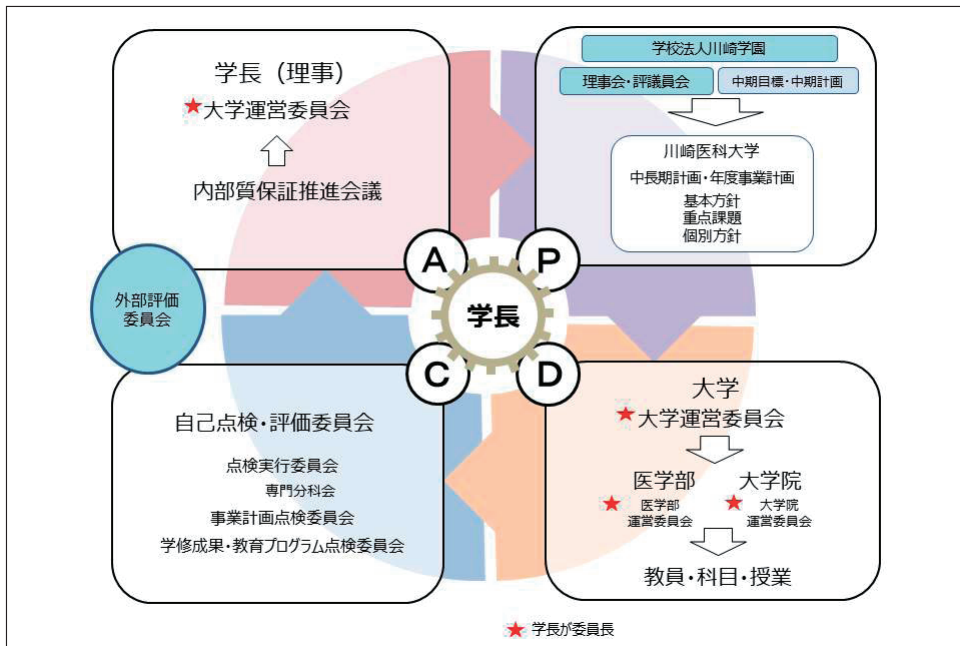 学長（理事）
★大学運営委員会
内部質保証推進会議
学校法人川崎学園
理事会・評議員会
中期目標・中期計画
川崎医科大学
中長期計画・年度事業計画
基本方針
重点課題
個別方針
A
P
外部評価
委員会
学長
C
D
自己点検・評価委員会
点検実行委員会
専門分科会
事業計画点検委員会
学修成果・教育プログラム点検委員会
大学
★大学運営委員会
医学部
★医学部
運営委員会
大学院
★大学院
運営委員会
教員・科目・授業
★学長が委員長